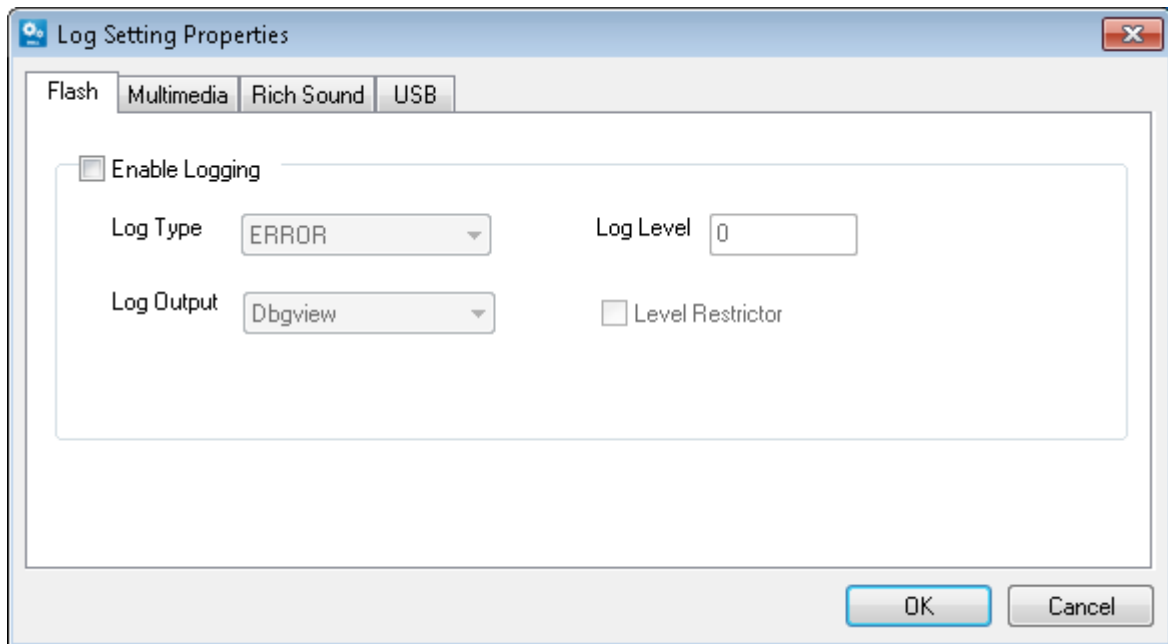 Log Setting Properties
Flash Multimedia Rich Sound USB
Enable Logging
Log Type ERROR Log Level 0
Log Output Dbgview Level Restrictor
OK Cancel